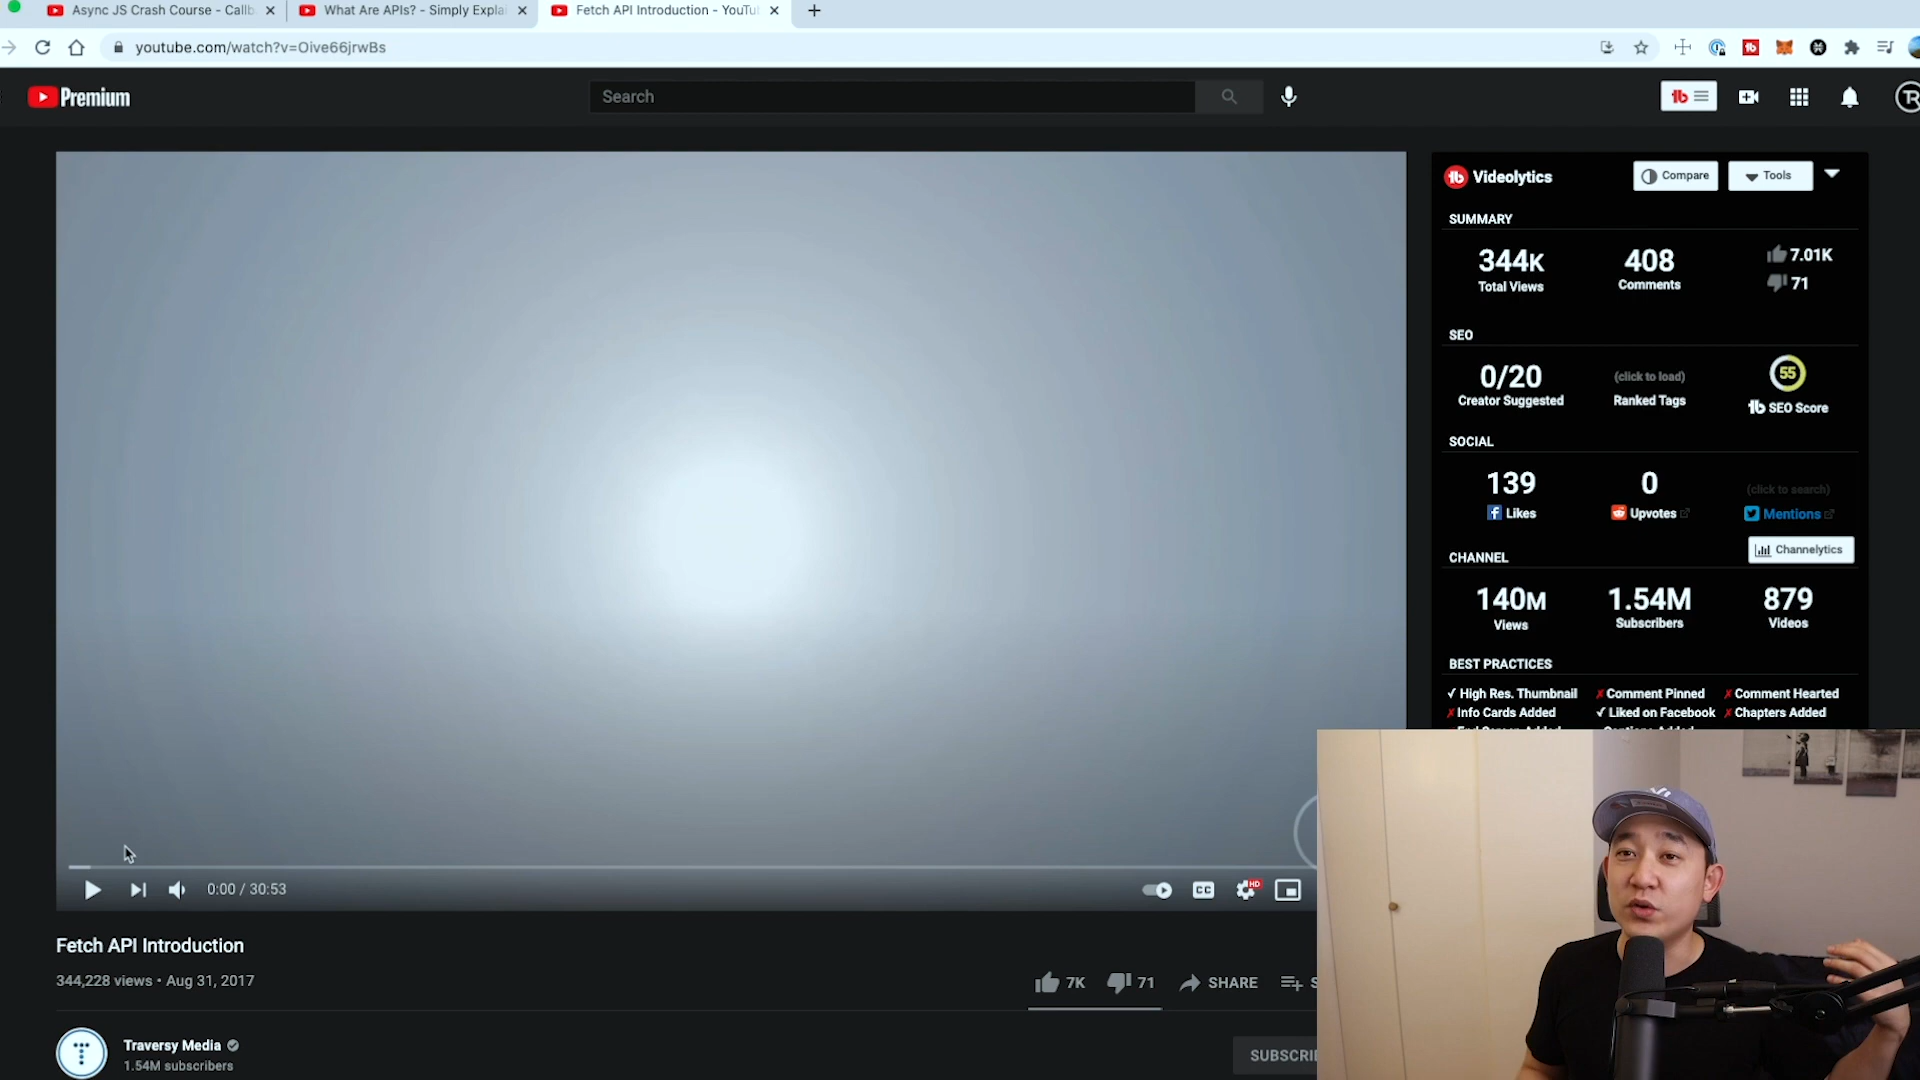 Async JS Crash Course - Callb
What Are APIs? - Simply Expla
Fetch API Introduction - YouTu
youtube.com/watch?v=Oive66jrwBs
Premium
Search
Videolytics
Compare
Tools
SUMMARY
344K
Total Views
408
Comments
7.01K
71
SEO
0/20
Creator Suggested
(click to load)
Ranked Tags
55
SEO Score
SOCIAL
139
Likes
0
Upvotes
(click to search)
Mentions
CHANNEL
Channelytics
140M
Views
1.54M
Subscribers
879
Videos
BEST PRACTICES
✓ High Res. Thumbnail ✗ Comment Pinned ✗ Comment Hearted
✗ Info Cards Added ✓ Liked on Facebook ✗ Chapters Added
0:00 / 30:53
CC
HD
Fetch API Introduction
344,228 views • Aug 31, 2017
7K
71
SHARE
S
Traversy Media
1.54M subscribers
SUBSCRI